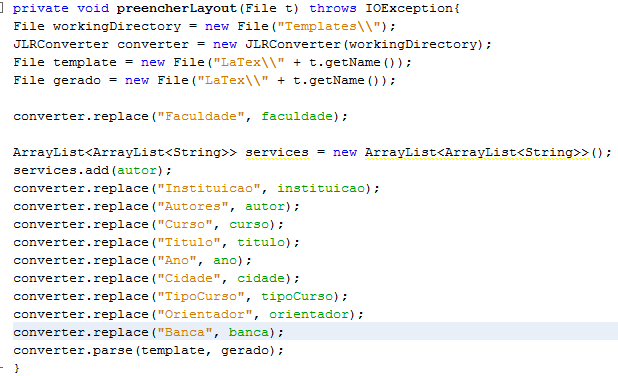 private void preencherLayout(File t) throws IOException{
File workingDirectory = new File("Templates\\");
JLRConverter converter = new JLRConverter(workingDirectory);
File template = new File("LaTex\\" + t.getName());
File gerado = new File("LaTex\\" + t.getName());
converter.replace("Faculdade", faculdade);
ArrayList<ArrayList<String>> services = new ArrayList<ArrayList<String>>();
services.add(autor);
converter.replace("Instituicao", instituicao);
converter.replace("Autores", autor);
converter.replace("Curso", curso);
converter.replace("Titulo", titulo);
converter.replace("Ano", ano);
converter.replace("Cidade", cidade);
converter.replace("TipoCurso", tipoCurso);
converter.replace("Orientador", orientador);
converter.replace("Banca", banca);
converter.parse(template, gerado);
}